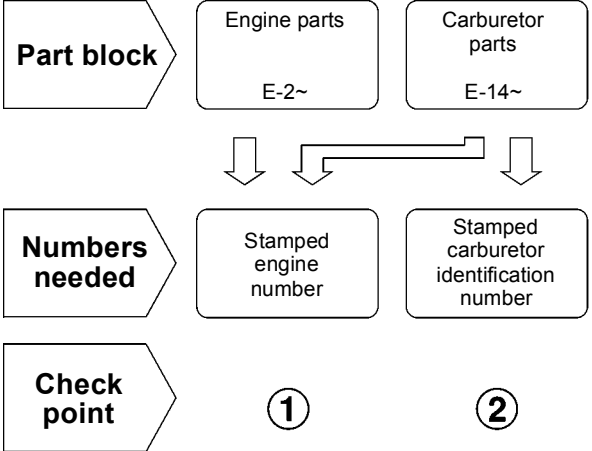 Part block
Engine parts
E-2~
Carburetor
parts
E-14~
Numbers
needed
Stamped
engine
number
Stamped
carburetor
identification
number
Check
point
①
②